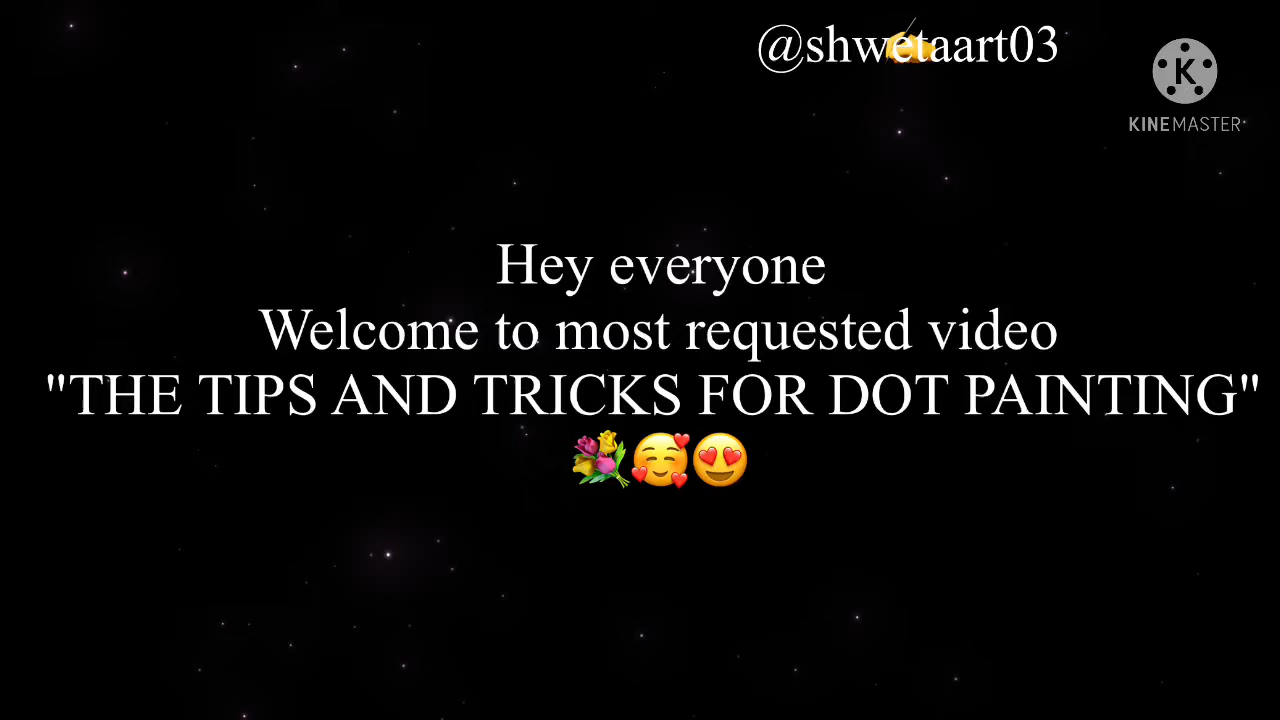 @shwetaart03
K
KINEMASTER
Hey everyone
Welcome to most requested video
"THE TIPS AND TRICKS FOR DOT PAINTING"
💐🥰😍